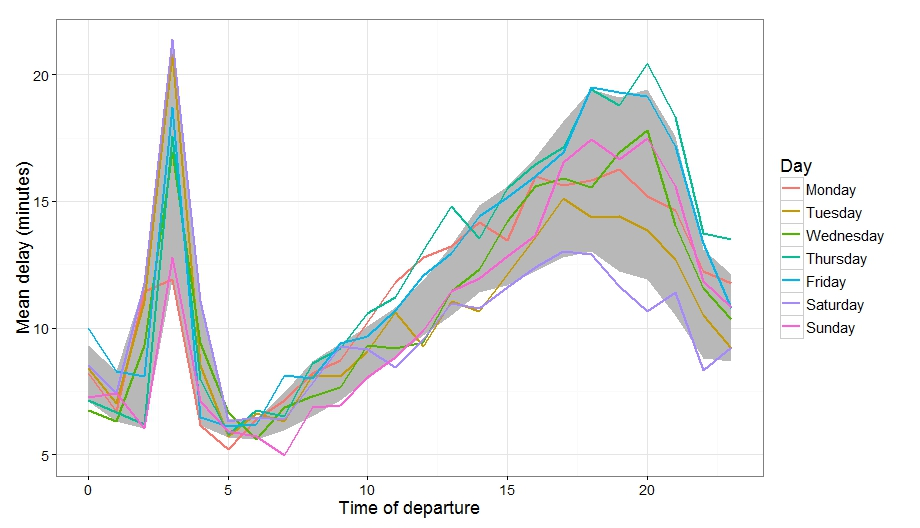 20
15
10
5
Mean delay (minutes)
0 5 10 15 20
Time of departure
Day
Monday
Tuesday
Wednesday
Thursday
Friday
Saturday
Sunday